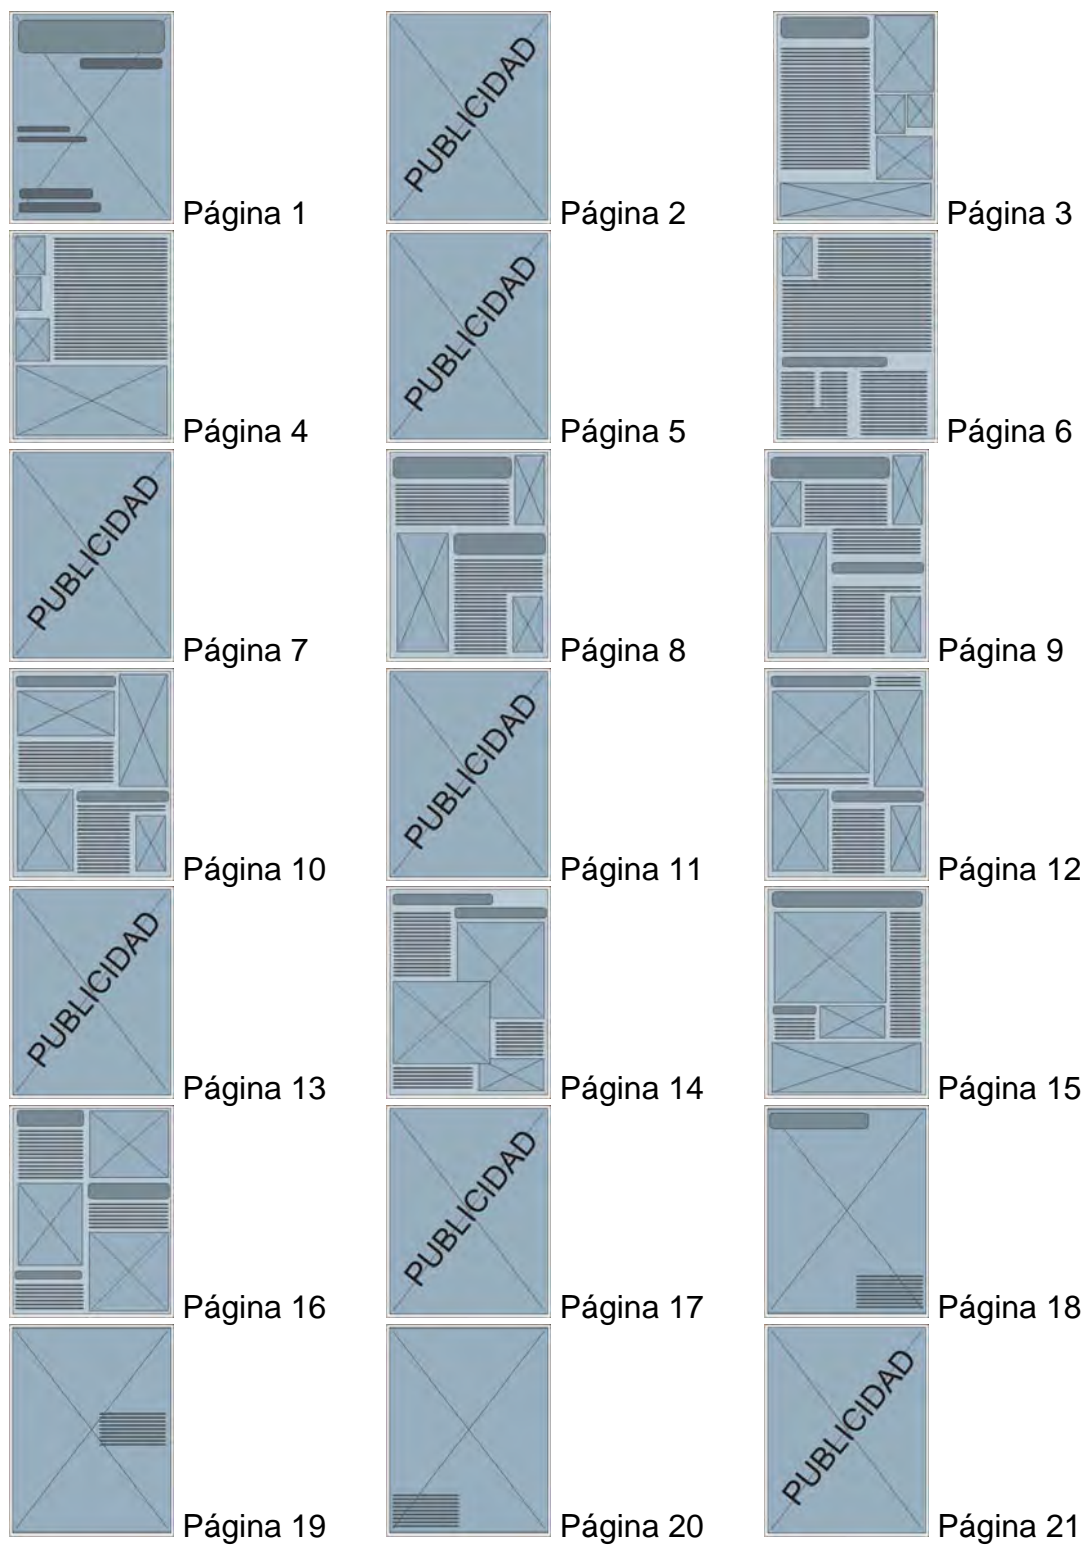 Página 1
PUBLICIDAD
Página 2
Página 3
Página 4
PUBLICIDAD
Página 5
Página 6
PUBLICIDAD
Página 7
Página 8
Página 9
Página 10
PUBLICIDAD
Página 11
Página 12
PUBLICIDAD
Página 13
Página 14
Página 15
Página 16
PUBLICIDAD
Página 17
Página 18
Página 19
Página 20
PUBLICIDAD
Página 21